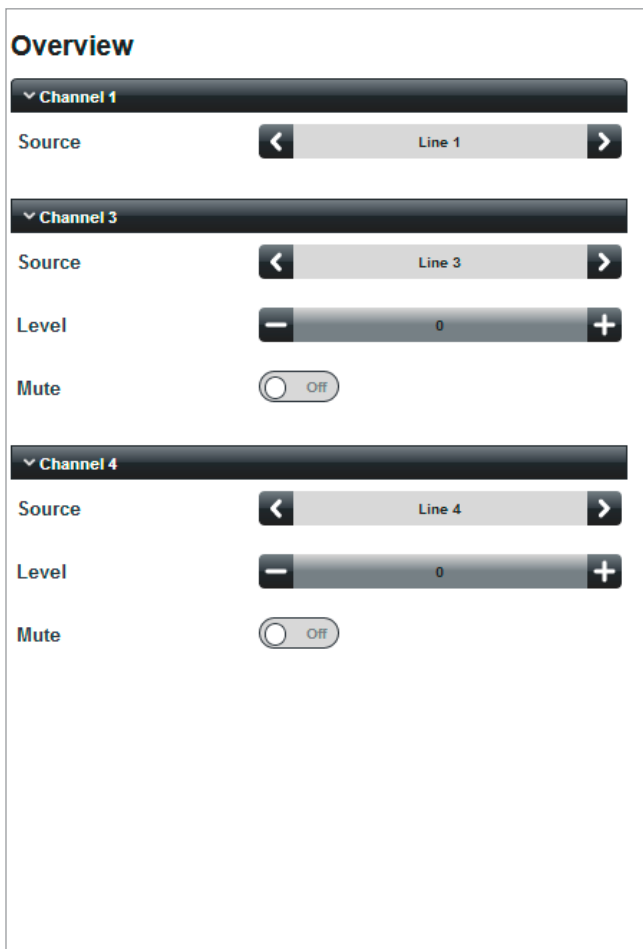 Overview
Channel 1
Source
Line 1
Channel 3
Source
Line 3
Level
0
Mute
Off
Channel 4
Source
Line 4
Level
0
Mute
Off